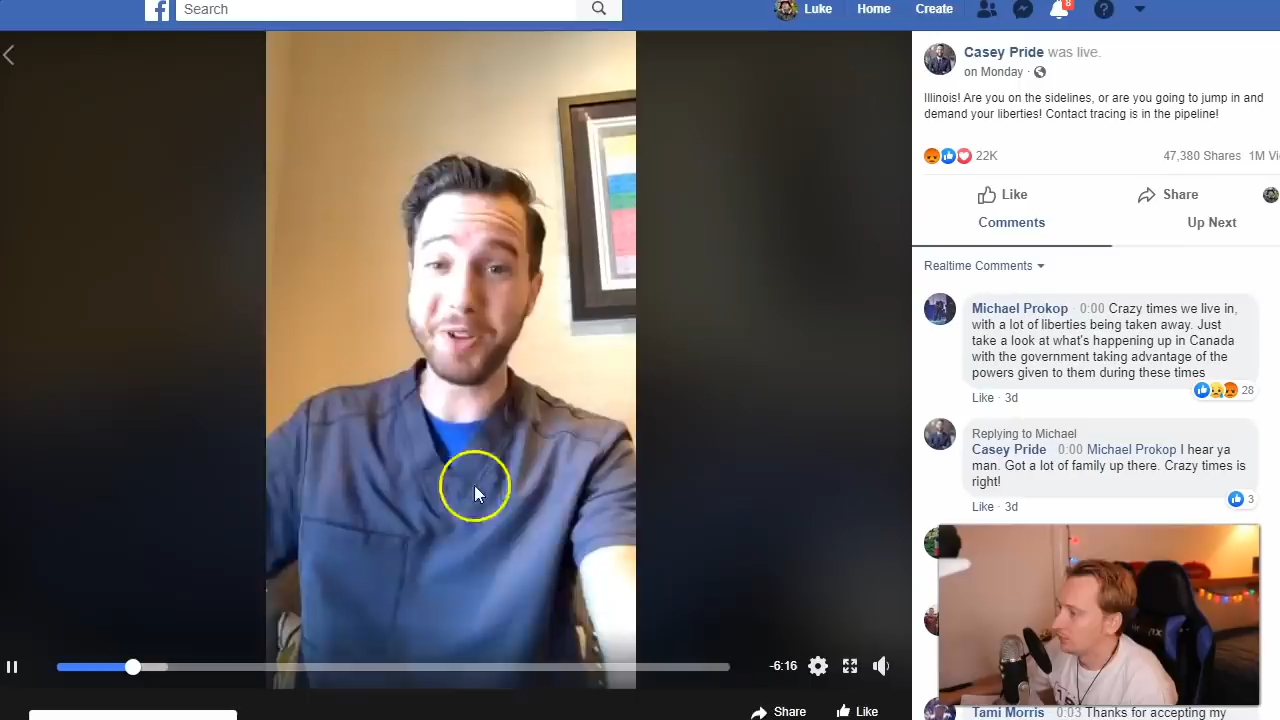 f
Search
Luke
Home
Create
8
?
Casey Pride was live.
on Monday ·
Illinois! Are you on the sidelines, or are you going to jump in and
demand your liberties! Contact tracing is in the pipeline!
22K
47,380 Shares
1M Vi
Like
Share
Comments
Up Next
Realtime Comments
Michael Prokop · 0:00 Crazy times we live in,
with a lot of liberties being taken away. Just
take a look at what's happening up in Canada
with the government taking advantage of the
powers given to them during these times
28
Like · 3d
Replying to Michael
Casey Pride · 0:00 Michael Prokop I hear ya
man. Got a lot of family up there. Crazy times is
right!
3
Like · 3d
-6:16
Tami Morris · 0:03 Thanks for accepting my
Share
Like